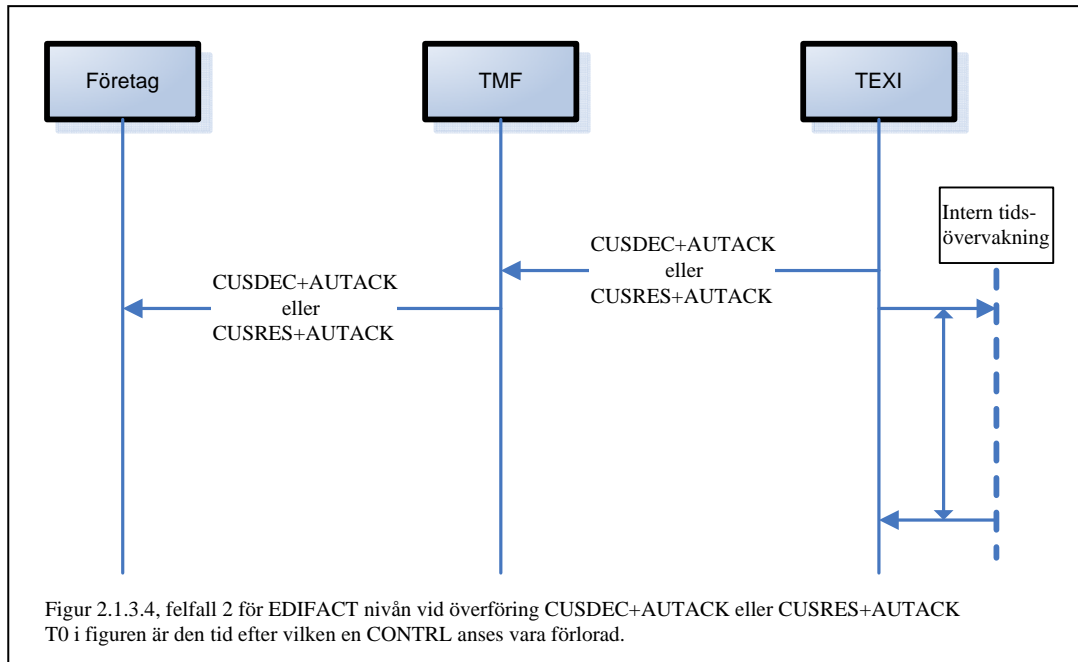 Företag
TMF
TEXI
Intern tids-
övervakning
CUSDEC+AUTACK
eller
CUSRES+AUTACK
CUSDEC+AUTACK
eller
CUSRES+AUTACK
Figur 2.1.3.4, felfall 2 för EDIFACT nivån vid överföring CUSDEC+AUTACK eller CUSRES+AUTACK
T0 i figuren är den tid efter vilken en CONTRL anses vara förlorad.